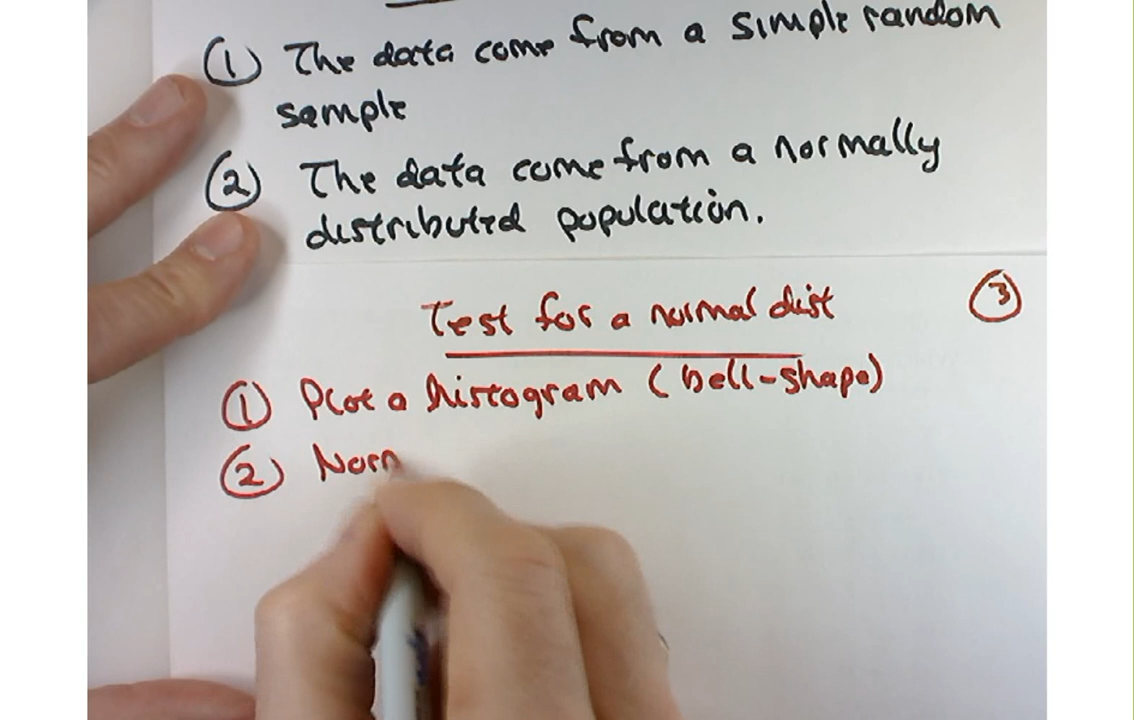 ① The data come from a simple random
sample
② The data come from a normally
distributed population.
Test for a normal dist
③
① Plot a histogram (bell-shape)
② Norm